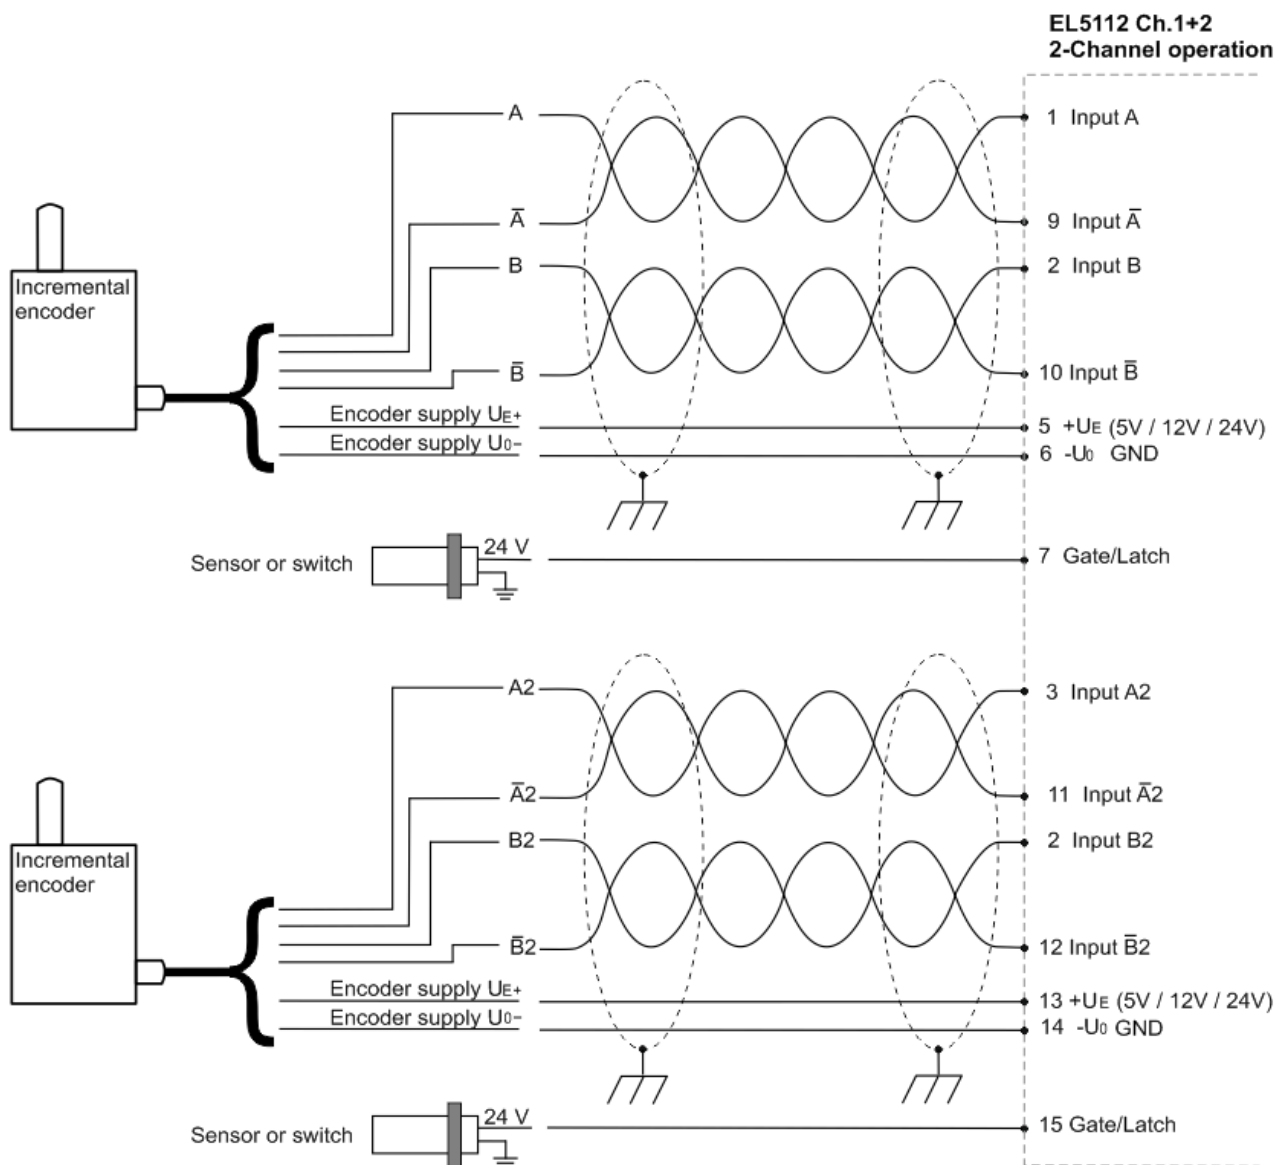 EL5112 Ch.1+2
2-Channel operation
A
1 Input A
A̅
9 Input A̅
B
2 Input B
Incremental
encoder
B̅
10 Input B̅
Encoder supply UE+
5 +UE (5V / 12V / 24V)
Encoder supply U0-
6 -U0 GND
24 V
Sensor or switch
7 Gate/Latch
A2
3 Input A2
A̅2
11 Input A̅2
B2
2 Input B2
Incremental
encoder
B̅2
12 Input B̅2
Encoder supply UE+
13 +UE (5V / 12V / 24V)
Encoder supply U0-
14 -U0 GND
24 V
Sensor or switch
15 Gate/Latch